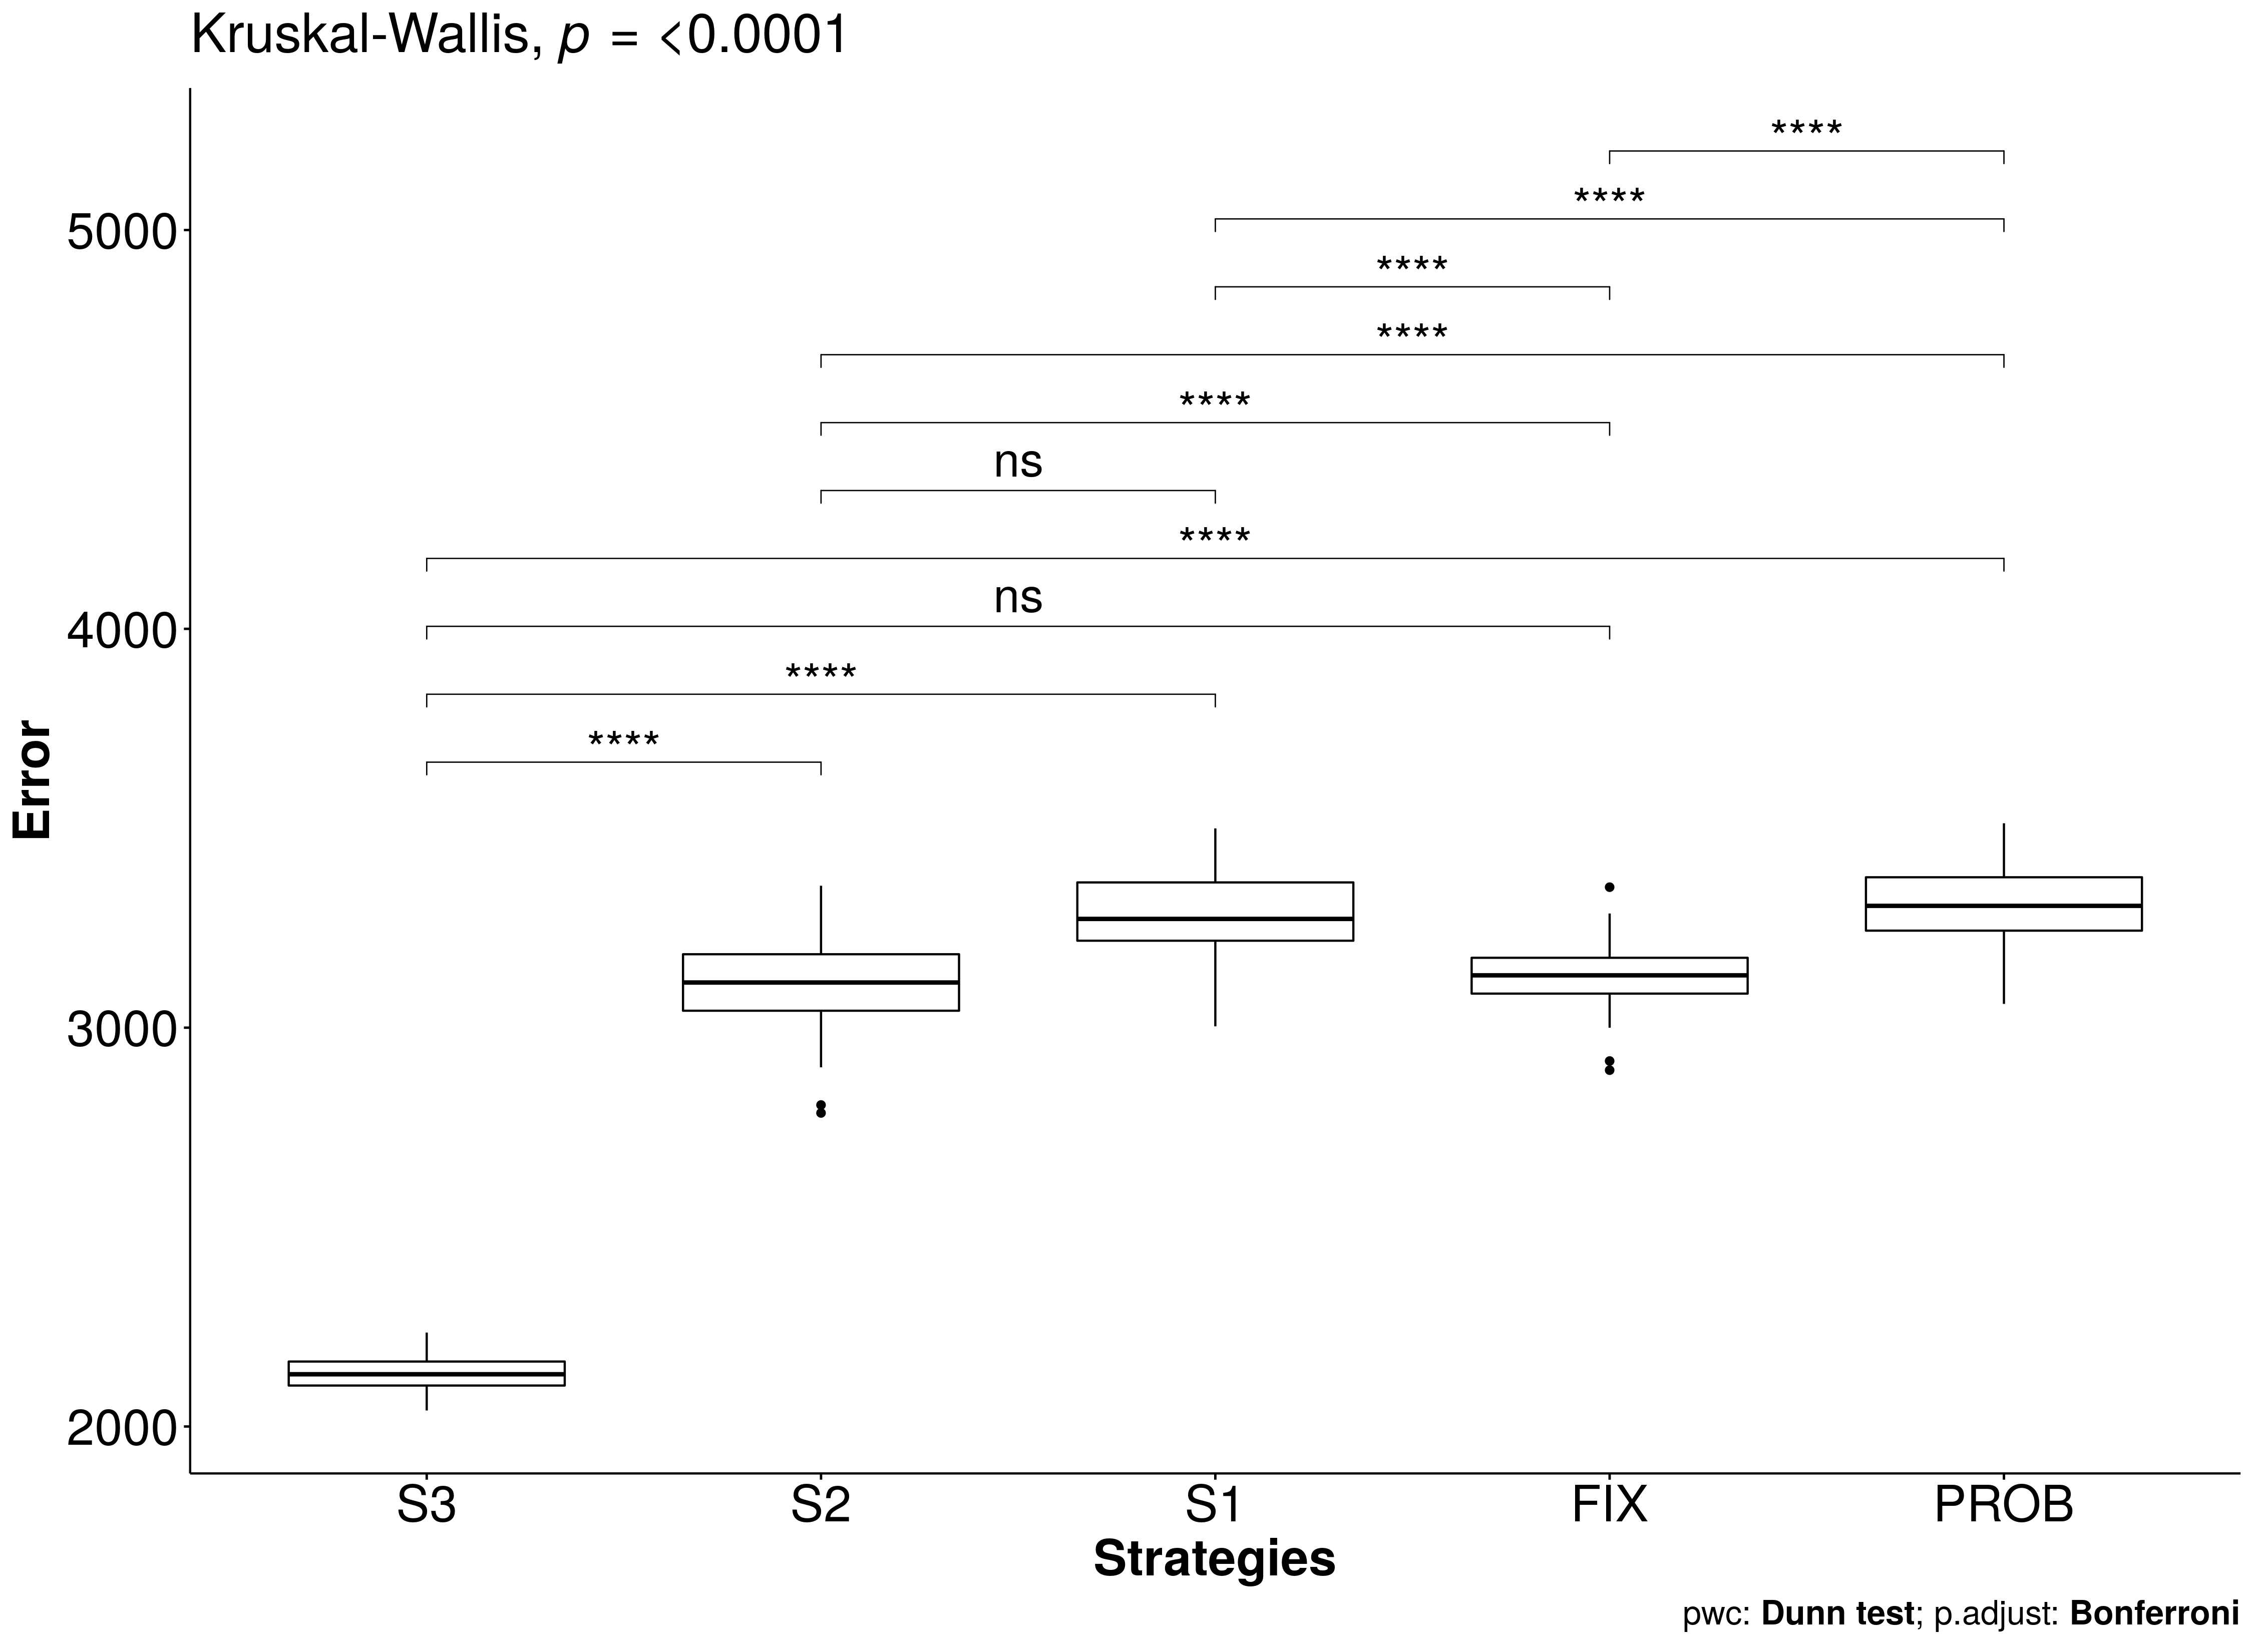 Kruskal-Wallis, p = <0.0001
****
****
****
****
****
ns
****
ns
****
****
5000
4000
3000
2000
Error
S3 S2 S1 FIX PROB
Strategies
pwc: Dunn test; p.adjust: Bonferroni